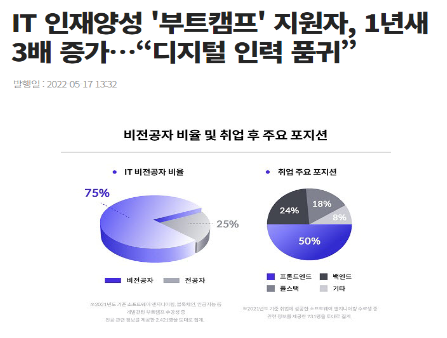 IT 인재양성 '부트캠프' 지원자, 1년새
3배 증가…“디지털 인력 품귀”
발행일 : 2022-05-17 13:32
비전공자 비율 및 취업 후 주요 포지션
• IT 비전공자 비율
• 취업 주요 포지션
75%
25%
24%
18%
8%
50%
비전공자
전공자
프론트엔드
백엔드
풀스택
기타